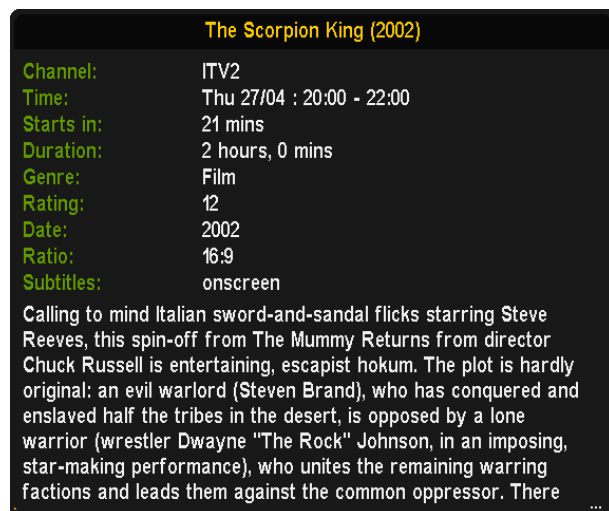 The Scorpion King (2002)
Channel: ITV2
Time: Thu 27/04 : 20:00 - 22:00
Starts in: 21 mins
Duration: 2 hours, 0 mins
Genre: Film
Rating: 12
Date: 2002
Ratio: 16:9
Subtitles: onscreen
Calling to mind Italian sword-and-sandal flicks starring Steve
Reeves, this spin-off from The Mummy Returns from director
Chuck Russell is entertaining, escapist hokum. The plot is hardly
original: an evil warlord (Steven Brand), who has conquered and
enslaved half the tribes in the desert, is opposed by a lone
warrior (wrestler Dwayne "The Rock" Johnson, in an imposing,
star-making performance), who unites the remaining warring
factions and leads them against the common oppressor. There
...